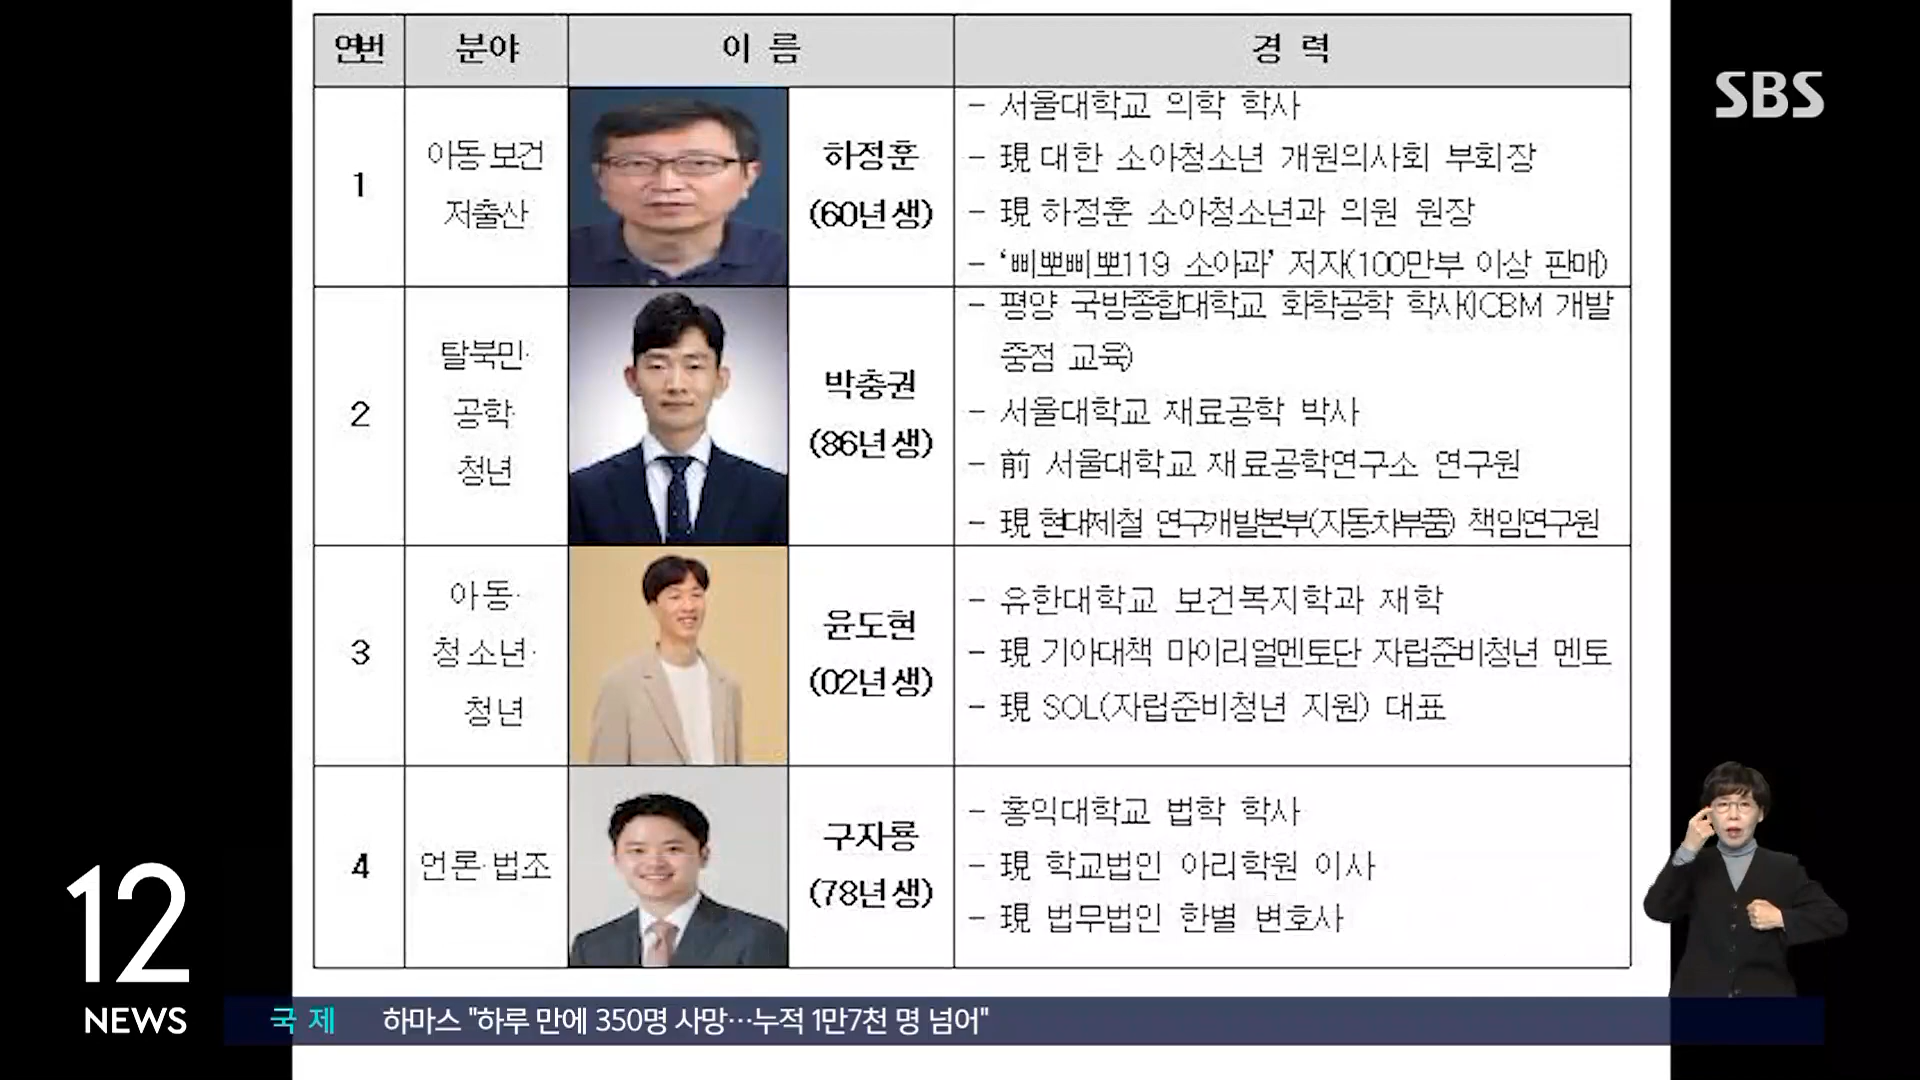 SBS
연번 분야 이 름 경 력
1
아동·보건
저출산
하정훈
(60년생)
- 서울대학교 의학 학사
- 現 대한 소아청소년 개원의사회 부회장
- 現 하정훈 소아청소년과 의원 원장
- ‘삐뽀삐뽀119 소아과’ 저자(100만부 이상 판매)
2
탈북민·
공학·
청년
박충권
(86년생)
- 평양 국방종합대학교 화학공학 학사(ICBM 개발
중점 교육)
- 서울대학교 재료공학 박사
- 前 서울대학교 재료공학연구소 연구원
- 現 현대제철 연구개발본부(자동차부품) 책임연구원
3
아동·
청소년·
청년
윤도현
(02년생)
- 유한대학교 보건복지학과 재학
- 現 기아대책 마이리얼멘토단 자립준비청년 멘토
- 現 SOL(자립준비청년 지원) 대표
4
언론·법조
구자룡
(78년생)
- 홍익대학교 법학 학사
- 現 학교법인 아리학원 이사
- 現 법무법인 한별 변호사
12
NEWS
국 제 하마스 "하루 만에 350명 사망…누적 1만7천 명 넘어"